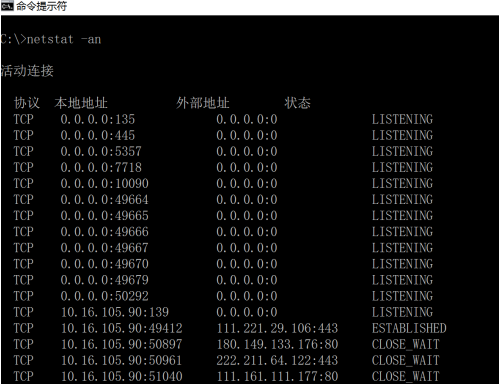 命令提示符
C:\>netstat -an
活动连接
协议 本地地址 外部地址 状态
TCP 0.0.0.0:135 0.0.0.0:0 LISTENING
TCP 0.0.0.0:445 0.0.0.0:0 LISTENING
TCP 0.0.0.0:5357 0.0.0.0:0 LISTENING
TCP 0.0.0.0:7718 0.0.0.0:0 LISTENING
TCP 0.0.0.0:10090 0.0.0.0:0 LISTENING
TCP 0.0.0.0:49664 0.0.0.0:0 LISTENING
TCP 0.0.0.0:49665 0.0.0.0:0 LISTENING
TCP 0.0.0.0:49666 0.0.0.0:0 LISTENING
TCP 0.0.0.0:49667 0.0.0.0:0 LISTENING
TCP 0.0.0.0:49670 0.0.0.0:0 LISTENING
TCP 0.0.0.0:49679 0.0.0.0:0 LISTENING
TCP 0.0.0.0:50292 0.0.0.0:0 LISTENING
TCP 10.16.105.90:139 0.0.0.0:0 LISTENING
TCP 10.16.105.90:49412 111.221.29.106:443 ESTABLISHED
TCP 10.16.105.90:50897 180.149.133.176:80 CLOSE_WAIT
TCP 10.16.105.90:50961 222.211.64.122:443 CLOSE_WAIT
TCP 10.16.105.90:51040 111.161.111.177:80 CLOSE_WAIT